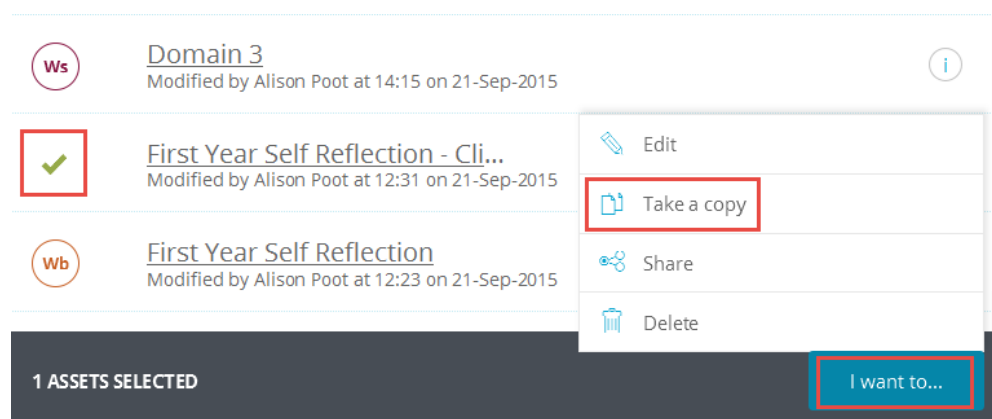 Ws
Domain 3
Modified by Alison Poot at 14:15 on 21-Sep-2015
i
First Year Self Reflection - Cli...
Modified by Alison Poot at 12:31 on 21-Sep-2015
Wb
First Year Self Reflection
Modified by Alison Poot at 12:23 on 21-Sep-2015
Edit
Take a copy
Share
Delete
1 ASSETS SELECTED
I want to...